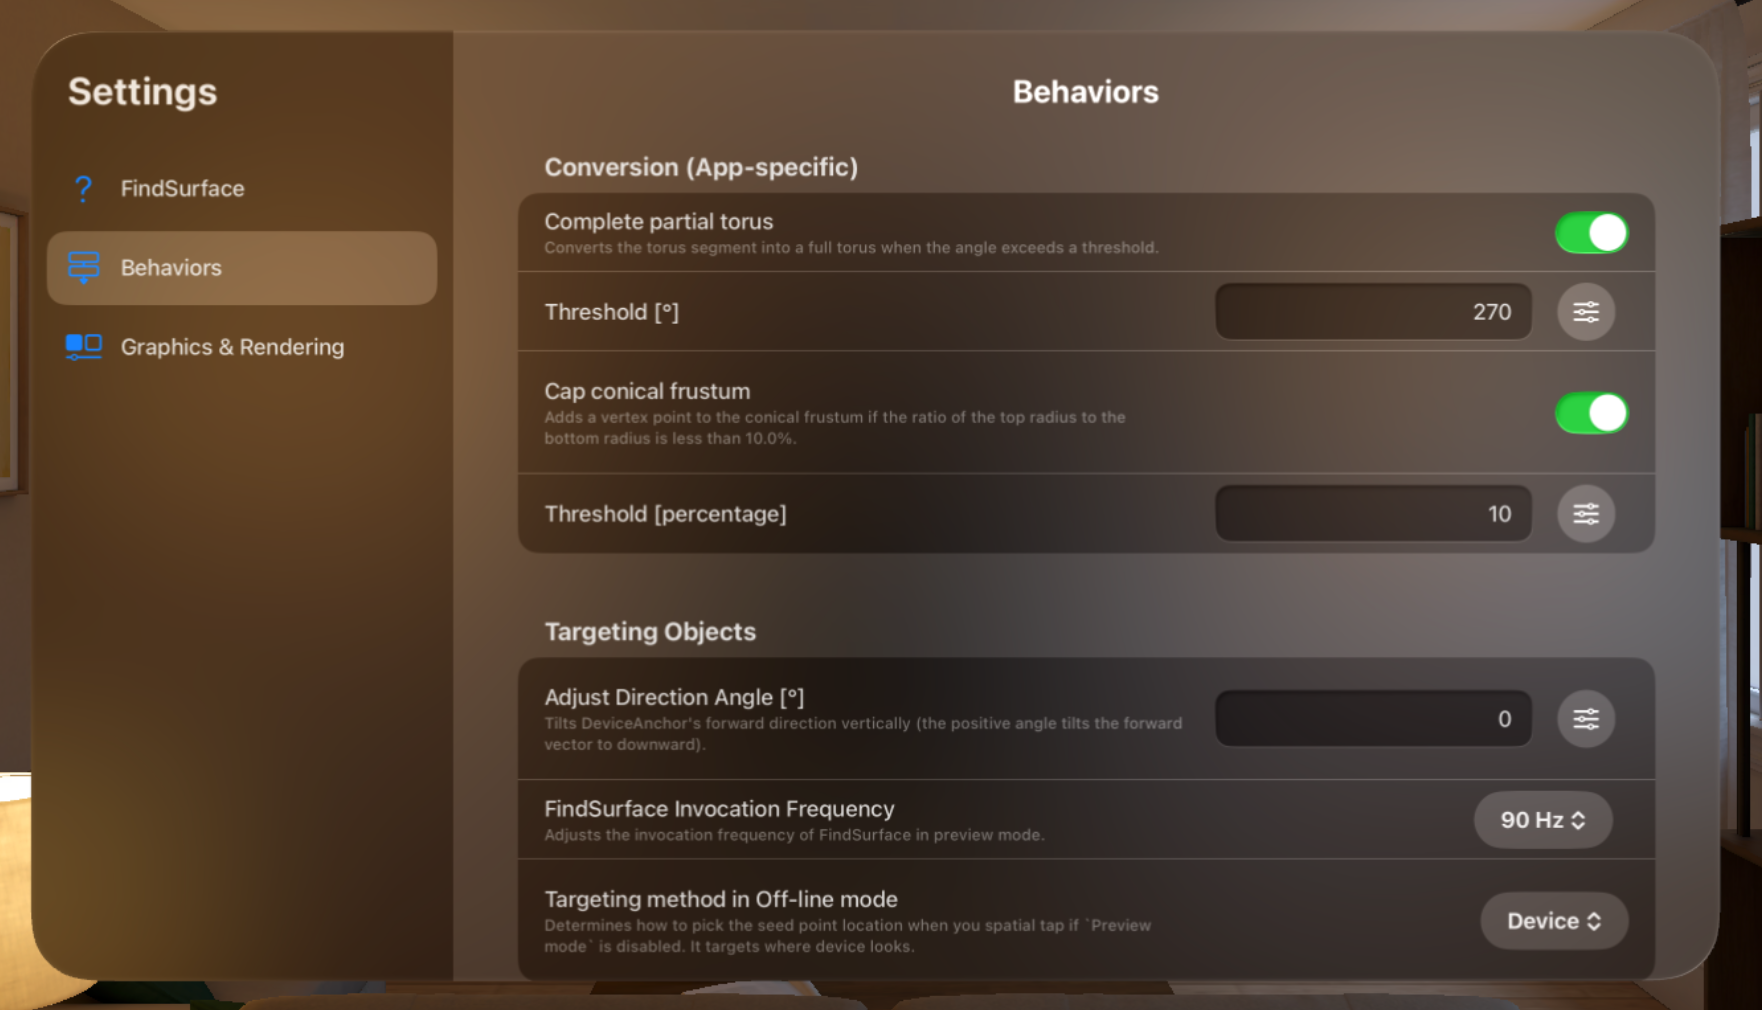 Settings
FindSurface
Behaviors
Graphics & Rendering
Behaviors
Conversion (App-specific)
Complete partial torus
Converts the torus segment into a full torus when the angle exceeds a threshold.
Threshold [°]
270
Cap conical frustum
Adds a vertex point to the conical frustum if the ratio of the top radius to the
bottom radius is less than 10.0%.
Threshold [percentage]
10
Targeting Objects
Adjust Direction Angle [°]
Tilts DeviceAnchor's forward direction vertically (the positive angle tilts the forward
vector to downward).
0
FindSurface Invocation Frequency
Adjusts the invocation frequency of FindSurface in preview mode.
90 Hz
Targeting method in Off-line mode
Determines how to pick the seed point location when you spatial tap if `Preview
mode` is disabled. It targets where device looks.
Device